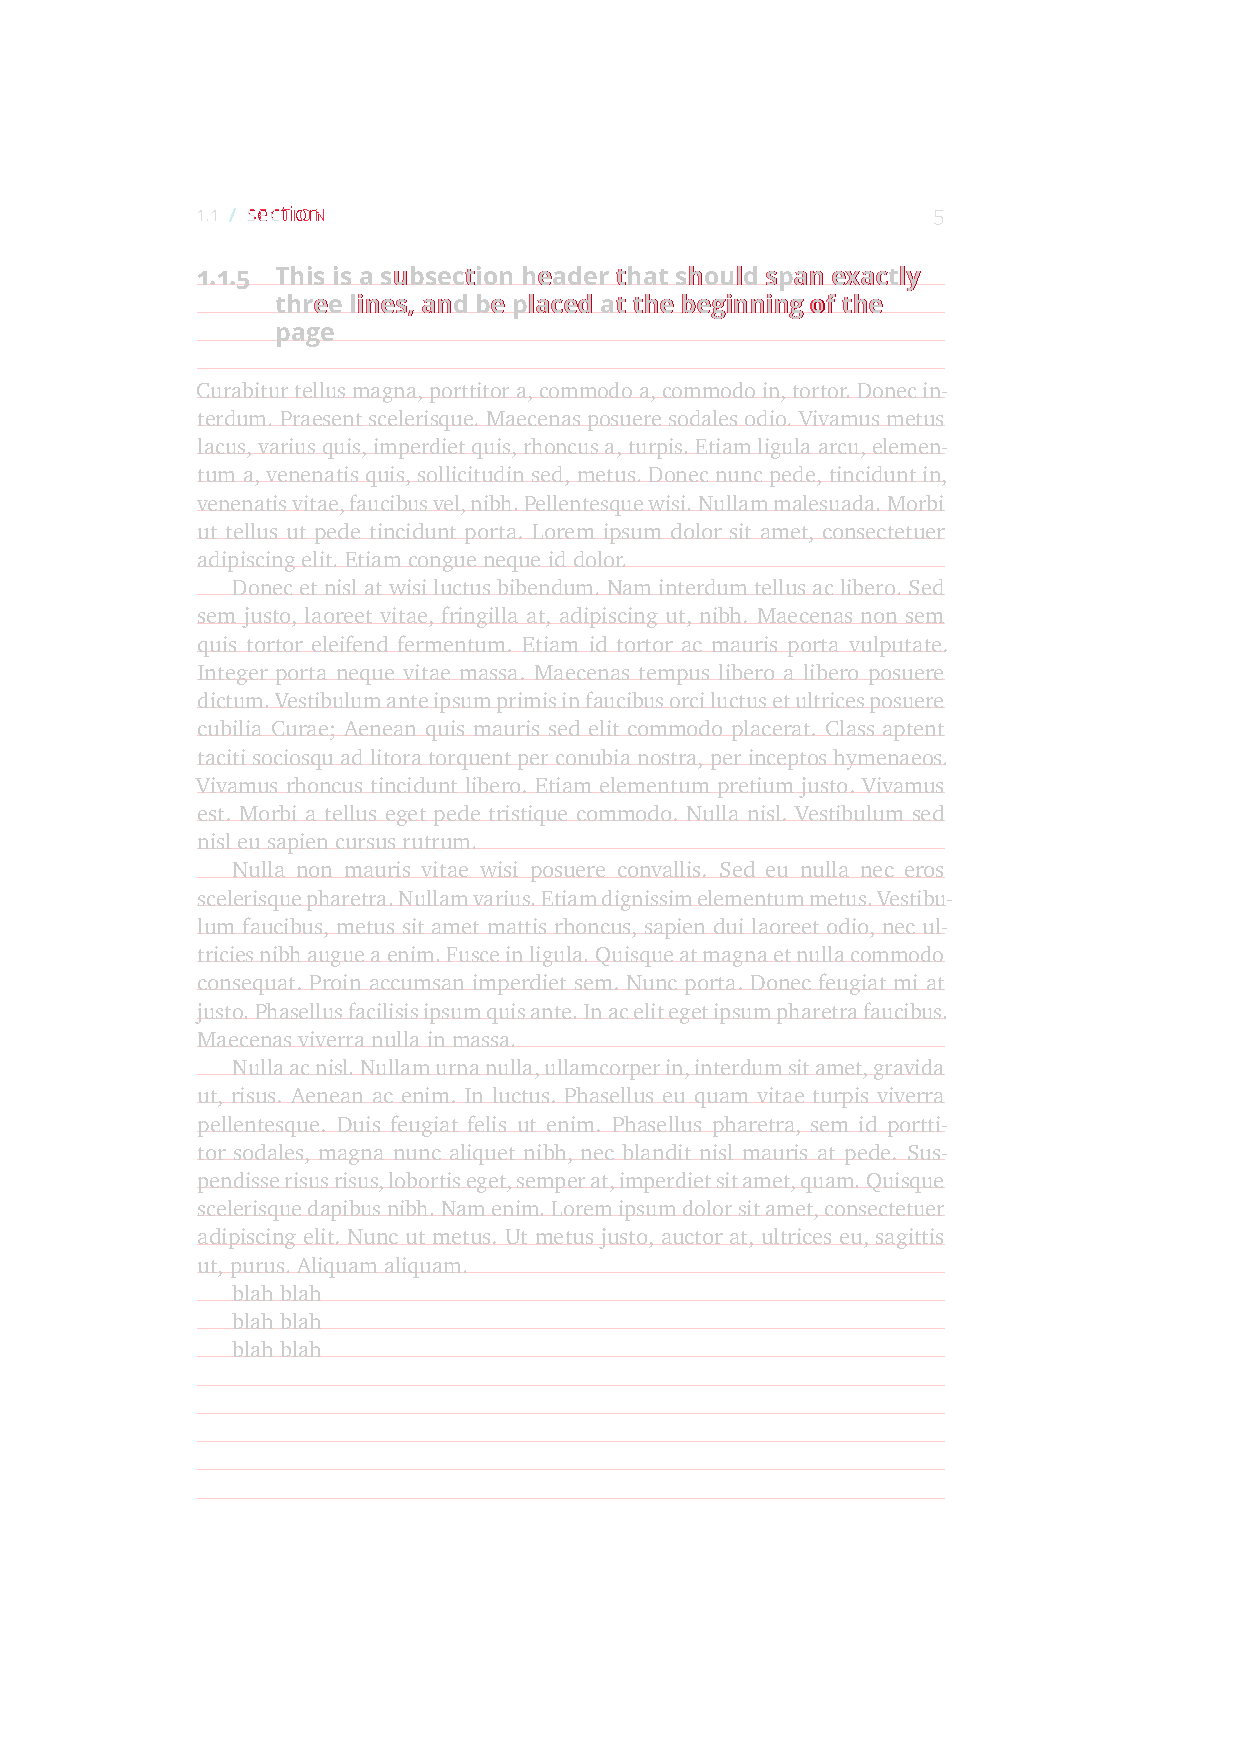 1.1 / section 5
1.1.5 This is a subsection header that should span exactly
three lines, and be placed at the beginning of the
page
Curabitur tellus magna, porttitor a, commodo a, commodo in, tortor. Donec in-
terdum. Praesent scelerisque. Maecenas posuere sodales odio. Vivamus metus
lacus, varius quis, imperdiet quis, rhoncus a, turpis. Etiam ligula arcu, elemen-
tum a, venenatis quis, sollicitudin sed, metus. Donec nunc pede, tincidunt in,
venenatis vitae, faucibus vel, nibh. Pellentesque wisi. Nullam malesuada. Morbi
ut tellus ut pede tincidunt porta. Lorem ipsum dolor sit amet, consectetuer
adipiscing elit. Etiam congue neque id dolor.
Donec et nisl at wisi luctus bibendum. Nam interdum tellus ac libero. Sed
sem justo, laoreet vitae, fringilla at, adipiscing ut, nibh. Maecenas non sem
quis tortor eleifend fermentum. Etiam id tortor ac mauris porta vulputate.
Integer porta neque vitae massa. Maecenas tempus libero a libero posuere
dictum. Vestibulum ante ipsum primis in faucibus orci luctus et ultrices posuere
cubilia Curae; Aenean quis mauris sed elit commodo placerat. Class aptent
taciti sociosqu ad litora torquent per conubia nostra, per inceptos hymenaeos.
Vivamus rhoncus tincidunt libero. Etiam elementum pretium justo. Vivamus
est. Morbi a tellus eget pede tristique commodo. Nulla nisl. Vestibulum sed
nisl eu sapien cursus rutrum.
Nulla non mauris vitae wisi posuere convallis. Sed eu nulla nec eros
scelerisque pharetra. Nullam varius. Etiam dignissim elementum metus. Vestibu-
lum faucibus, metus sit amet mattis rhoncus, sapien dui laoreet odio, nec ul-
tricies nibh augue a enim. Fusce in ligula. Quisque at magna et nulla commodo
consequat. Proin accumsan imperdiet sem. Nunc porta. Donec feugiat mi at
justo. Phasellus facilisis ipsum quis ante. In ac elit eget ipsum pharetra faucibus.
Maecenas viverra nulla in massa.
Nulla ac nisl. Nullam urna nulla, ullamcorper in, interdum sit amet, gravida
ut, risus. Aenean ac enim. In luctus. Phasellus eu quam vitae turpis viverra
pellentesque. Duis feugiat felis ut enim. Phasellus pharetra, sem id portti-
tor sodales, magna nunc aliquet nibh, nec blandit nisl mauris at pede. Sus-
pendisse risus risus, lobortis eget, semper at, imperdiet sit amet, quam. Quisque
scelerisque dapibus nibh. Nam enim. Lorem ipsum dolor sit amet, consectetuer
adipiscing elit. Nunc ut metus. Ut metus justo, auctor at, ultrices eu, sagittis
ut, purus. Aliquam aliquam.
blah blah
blah blah
blah blah